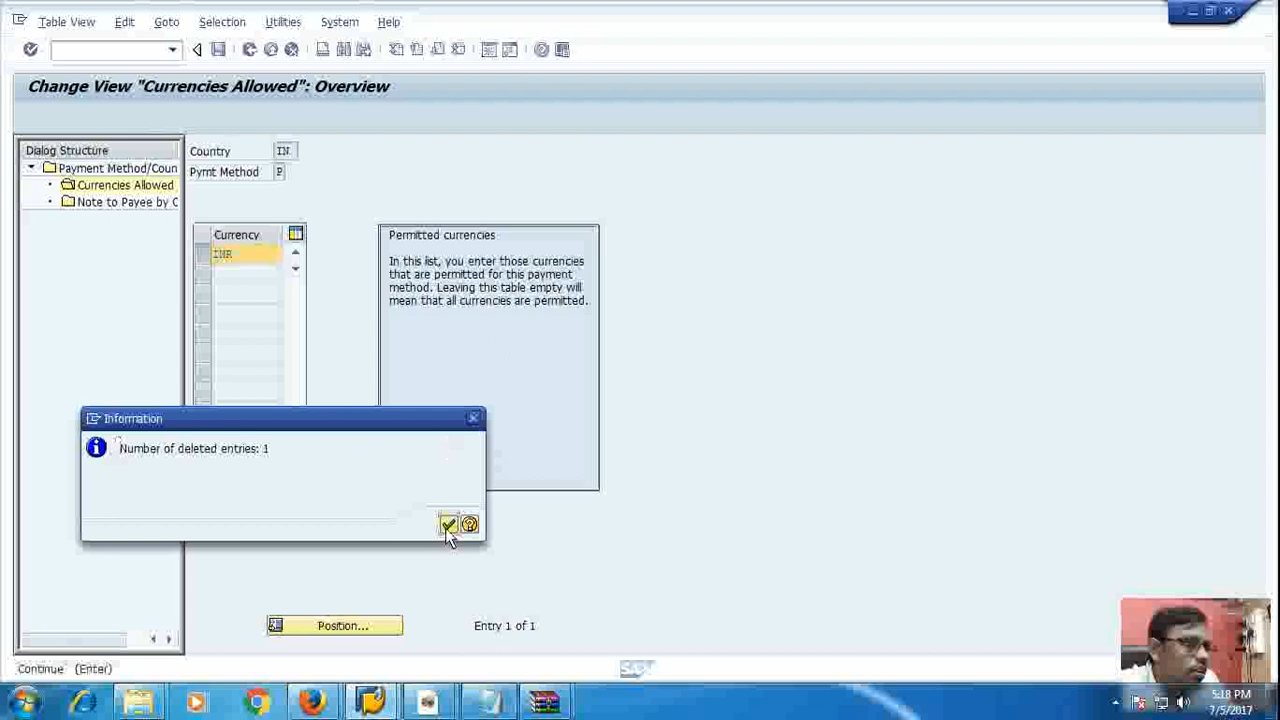 Table View Edit Goto Selection Utilities System Help
Change View "Currencies Allowed": Overview
Dialog Structure
Payment Method/Coun
Currencies Allowed
Note to Payee by C
Country IN
Pymt Method P
Currency
INR
Permitted currencies
In this list, you enter those currencies
that are permitted for this payment
method. Leaving this table empty will
mean that all currencies are permitted.
Information
Number of deleted entries: 1
Position...
Entry 1 of 1
Continue (Enter)
SAP
5:18 PM
7/5/2017